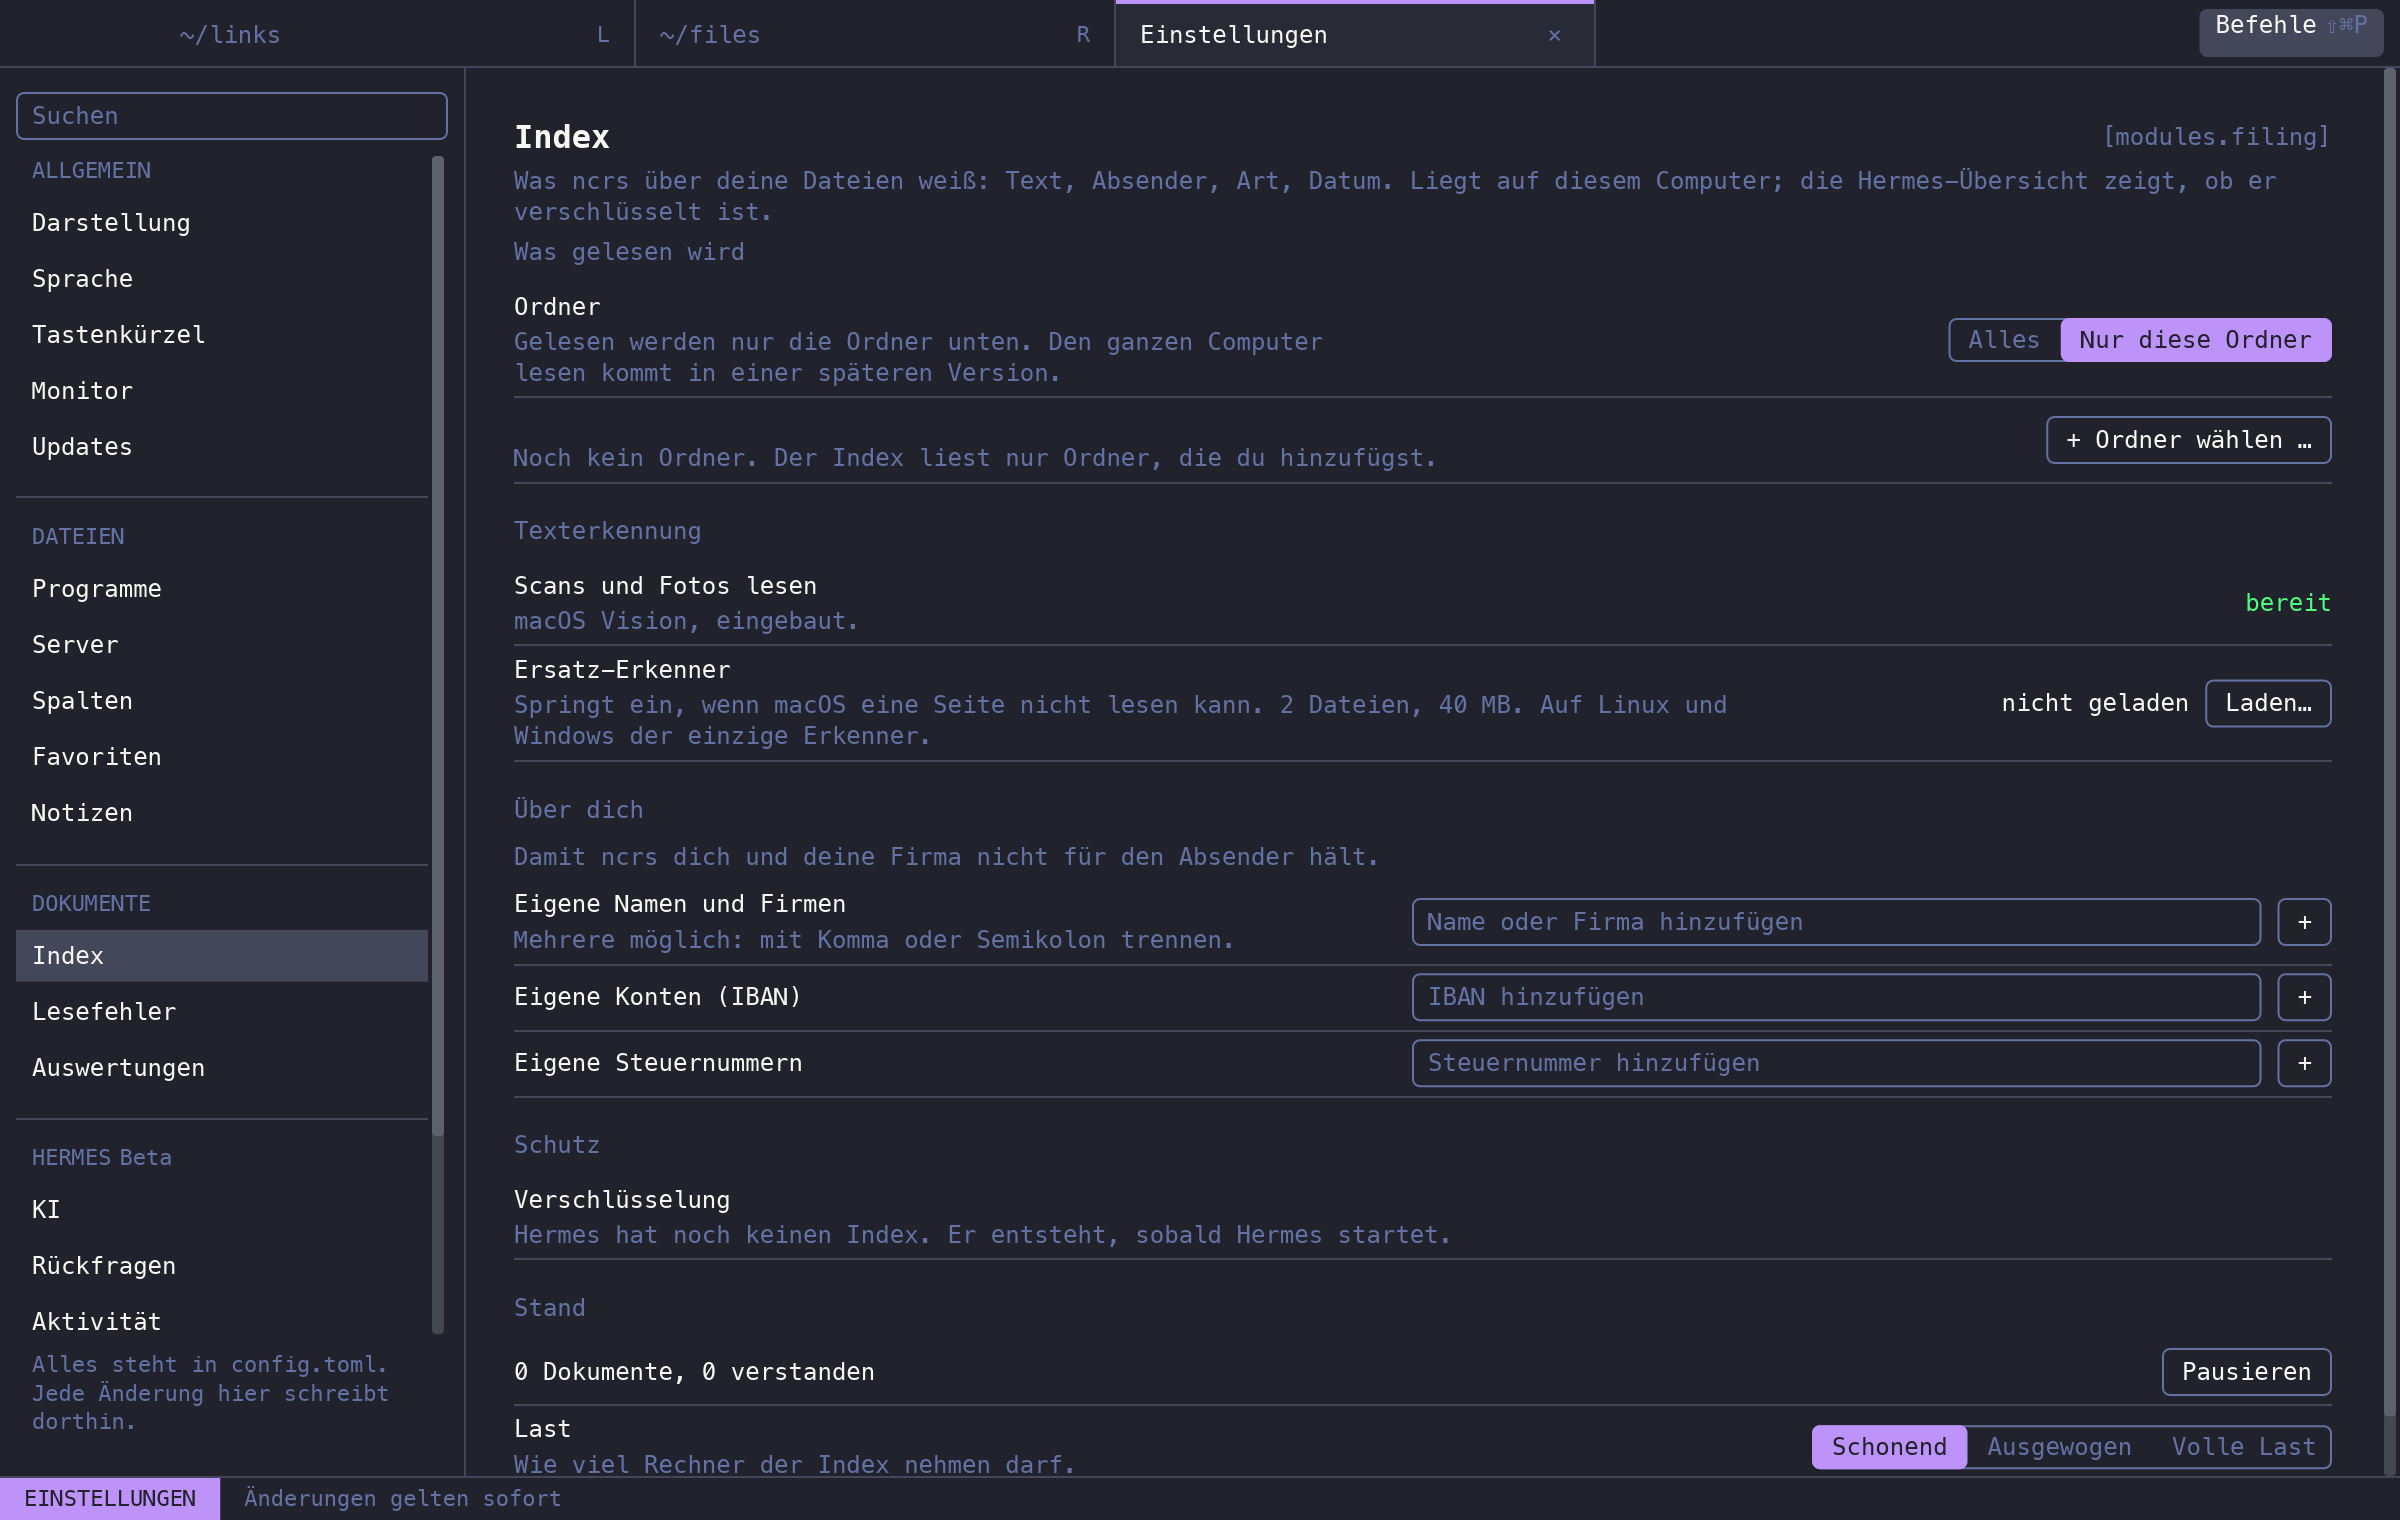 ~/links L ~/files R Einstellungen × Befehle ⇧⌘P
Suchen
ALLGEMEIN
Darstellung
Sprache
Tastenkürzel
Monitor
Updates
DATEIEN
Programme
Server
Spalten
Favoriten
Notizen
DOKUMENTE
Index
Lesefehler
Auswertungen
HERMES Beta
KI
Rückfragen
Aktivität
Alles steht in config.toml.
Jede Änderung hier schreibt
dorthin.
Index [modules.filing]
Was ncrs über deine Dateien weiß: Text, Absender, Art, Datum. Liegt auf diesem Computer; die Hermes-Übersicht zeigt, ob er
verschlüsselt ist.
Was gelesen wird
Ordner
Gelesen werden nur die Ordner unten. Den ganzen Computer
lesen kommt in einer späteren Version.
Alles Nur diese Ordner
Noch kein Ordner. Der Index liest nur Ordner, die du hinzufügst.
+ Ordner wählen …
Texterkennung
Scans und Fotos lesen
macOS Vision, eingebaut.
bereit
Ersatz-Erkenner
Springt ein, wenn macOS eine Seite nicht lesen kann. 2 Dateien, 40 MB. Auf Linux und
Windows der einzige Erkenner.
nicht geladen Laden…
Über dich
Damit ncrs dich und deine Firma nicht für den Absender hält.
Eigene Namen und Firmen
Mehrere möglich: mit Komma oder Semikolon trennen.
Name oder Firma hinzufügen +
Eigene Konten (IBAN) IBAN hinzufügen +
Eigene Steuernummern Steuernummer hinzufügen +
Schutz
Verschlüsselung
Hermes hat noch keinen Index. Er entsteht, sobald Hermes startet.
Stand
0 Dokumente, 0 verstanden Pausieren
Last
Wie viel Rechner der Index nehmen darf.
Schonend Ausgewogen Volle Last
EINSTELLUNGEN Änderungen gelten sofort